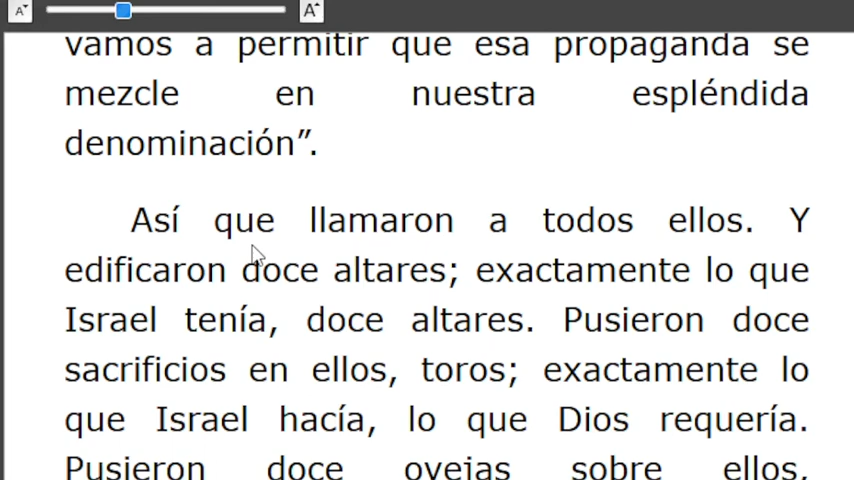 A
A
vamos a permitir que esa propaganda se
mezcle en nuestra espléndida
denominación”.
Así que llamaron a todos ellos. Y
edificaron doce altares; exactamente lo que
Israel tenía, doce altares. Pusieron doce
sacrificios en ellos, toros; exactamente lo
que Israel hacía, lo que Dios requería.
Pusieron doce ovejas sobre ellos,